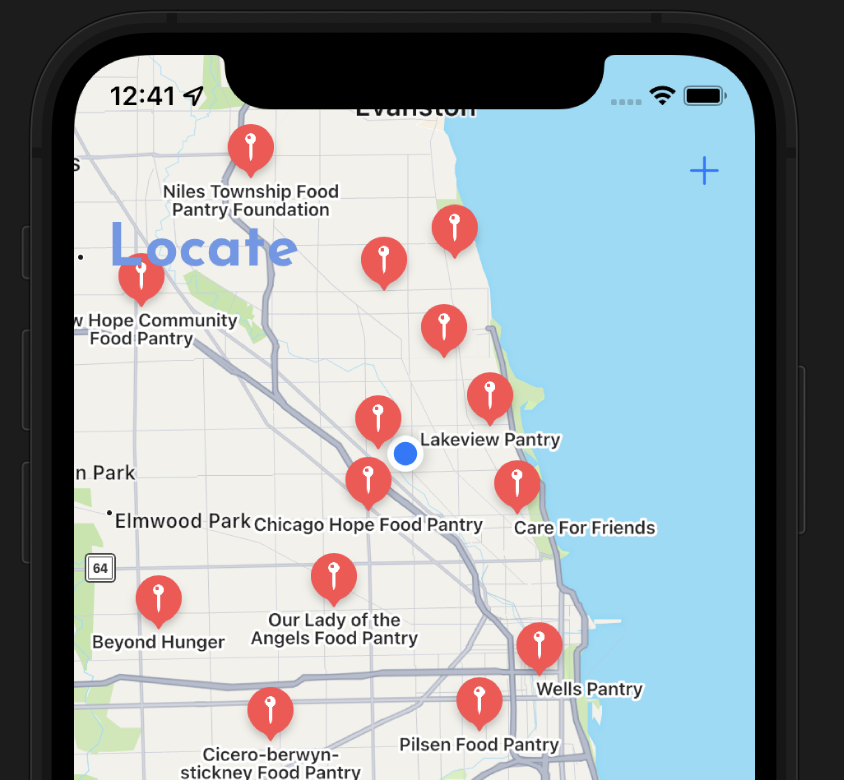 12:41
Evanston
s
Niles Township Food
Pantry Foundation
Locate
w Hope Community
Food Pantry
Lakeview Pantry
n Park
Elmwood Park
Chicago Hope Food Pantry
Care For Friends
64
Our Lady of the
Angels Food Pantry
Beyond Hunger
Wells Pantry
Pilsen Food Pantry
Cicero-berwyn-
stickney Food Pantry